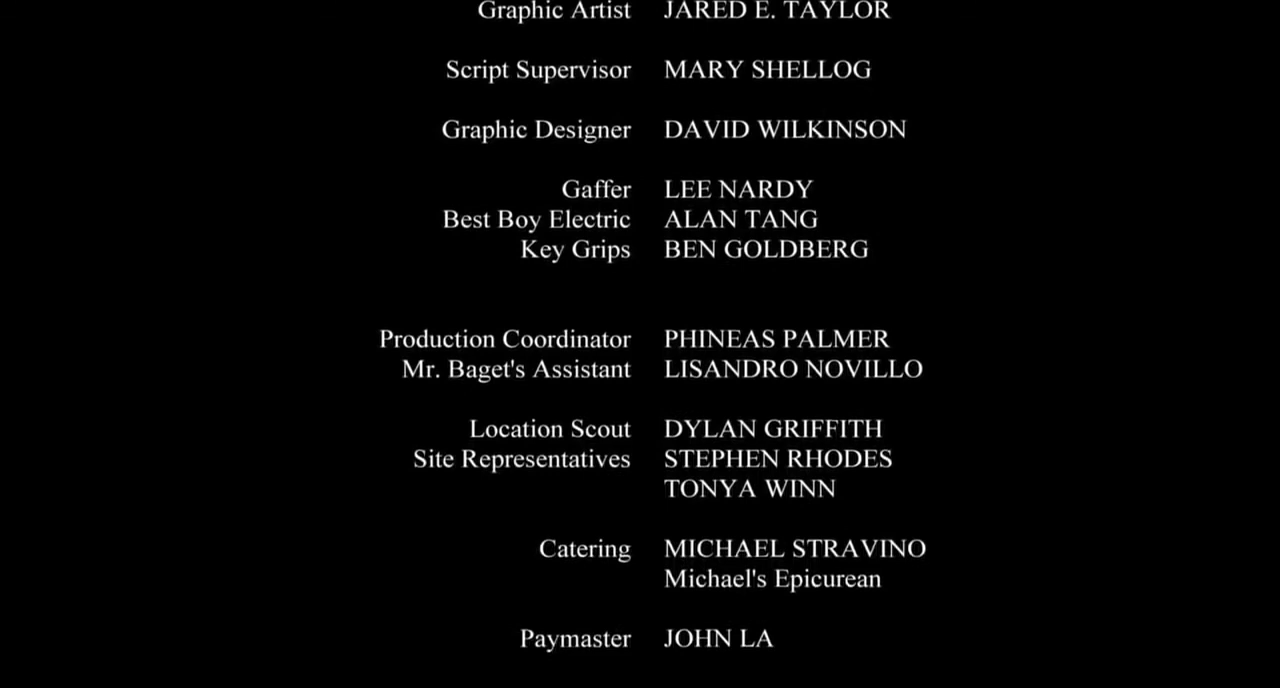 Graphic Artist JARED E. TAYLOR
Script Supervisor MARY SHELLOG
Graphic Designer DAVID WILKINSON
Gaffer LEE NARDY
Best Boy Electric ALAN TANG
Key Grips BEN GOLDBERG
Production Coordinator PHINEAS PALMER
Mr. Baget's Assistant LISANDRO NOVILLO
Location Scout DYLAN GRIFFITH
Site Representatives STEPHEN RHODES
TONYA WINN
Catering MICHAEL STRAVINO
Michael's Epicurean
Paymaster JOHN LA